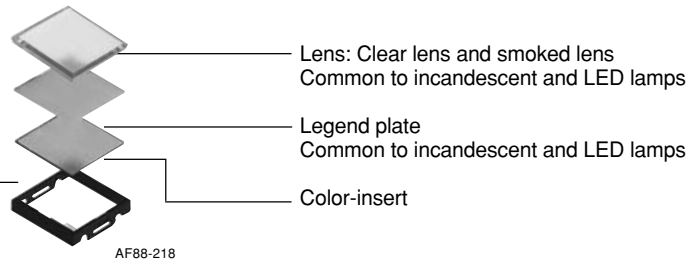 Lens: Clear lens and smoked lens
Common to incandescent and LED lamps
Legend plate
Common to incandescent and LED lamps
Color-insert
AF88-218